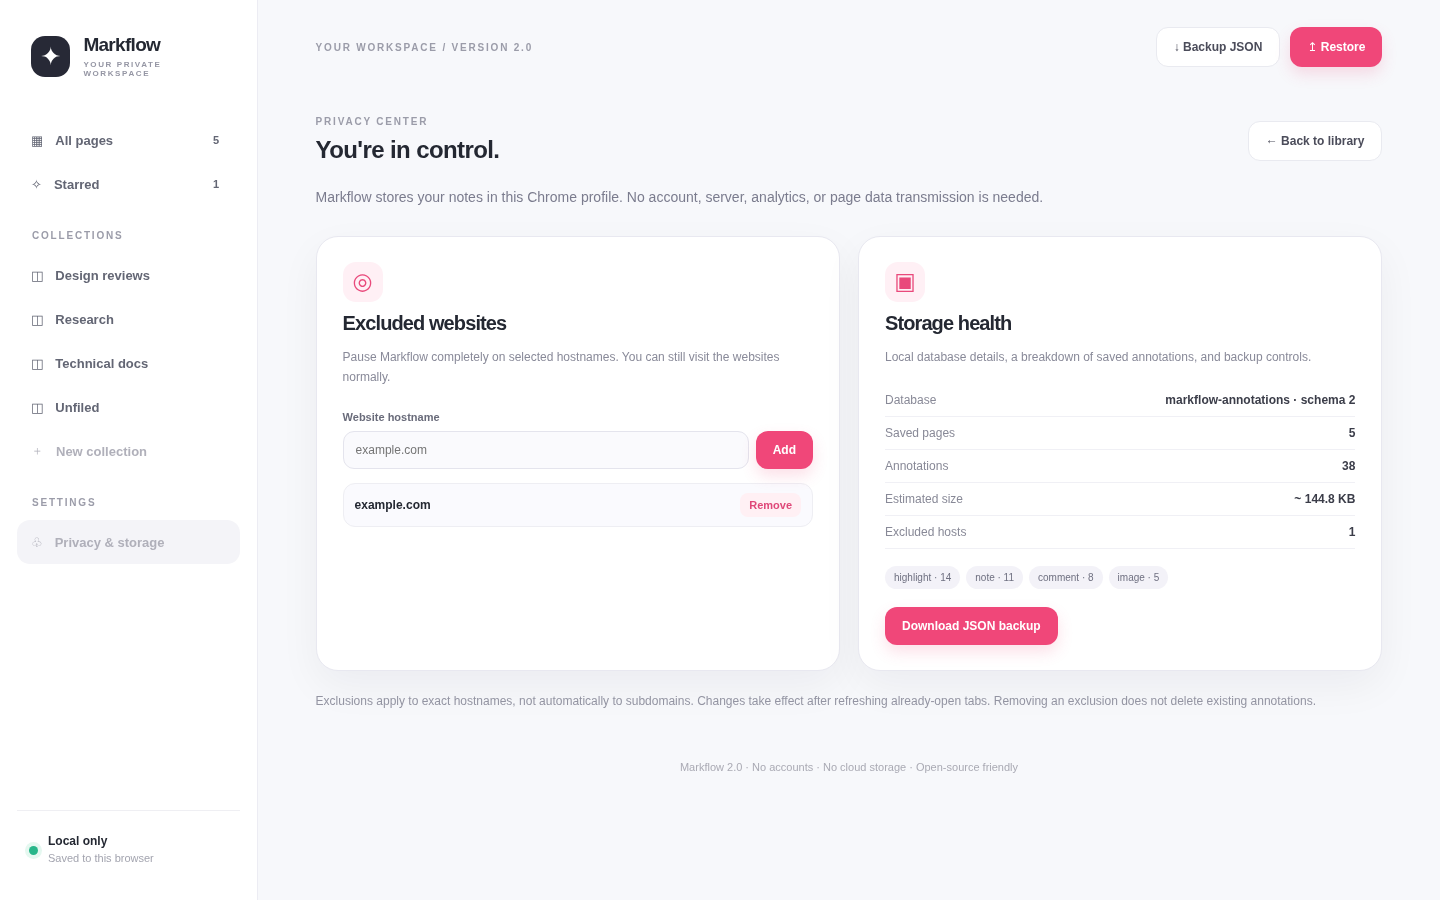 Markflow
YOUR PRIVATE
WORKSPACE
All pages 5
Starred 1
COLLECTIONS
Design reviews
Research
Technical docs
Unfiled
+ New collection
SETTINGS
Privacy & storage
Local only
Saved to this browser
YOUR WORKSPACE / VERSION 2.0
↓ Backup JSON
↥ Restore
PRIVACY CENTER
You're in control.
← Back to library
Markflow stores your notes in this Chrome profile. No account, server, analytics, or page data transmission is needed.
Excluded websites
Pause Markflow completely on selected hostnames. You can still visit the websites
normally.
Website hostname
example.com
Add
example.com
Remove
Storage health
Local database details, a breakdown of saved annotations, and backup controls.
Database markflow-annotations · schema 2
Saved pages 5
Annotations 38
Estimated size ~ 144.8 KB
Excluded hosts 1
highlight · 14 note · 11 comment · 8 image · 5
Download JSON backup
Exclusions apply to exact hostnames, not automatically to subdomains. Changes take effect after refreshing already-open tabs. Removing an exclusion does not delete existing annotations.
Markflow 2.0 · No accounts · No cloud storage · Open-source friendly